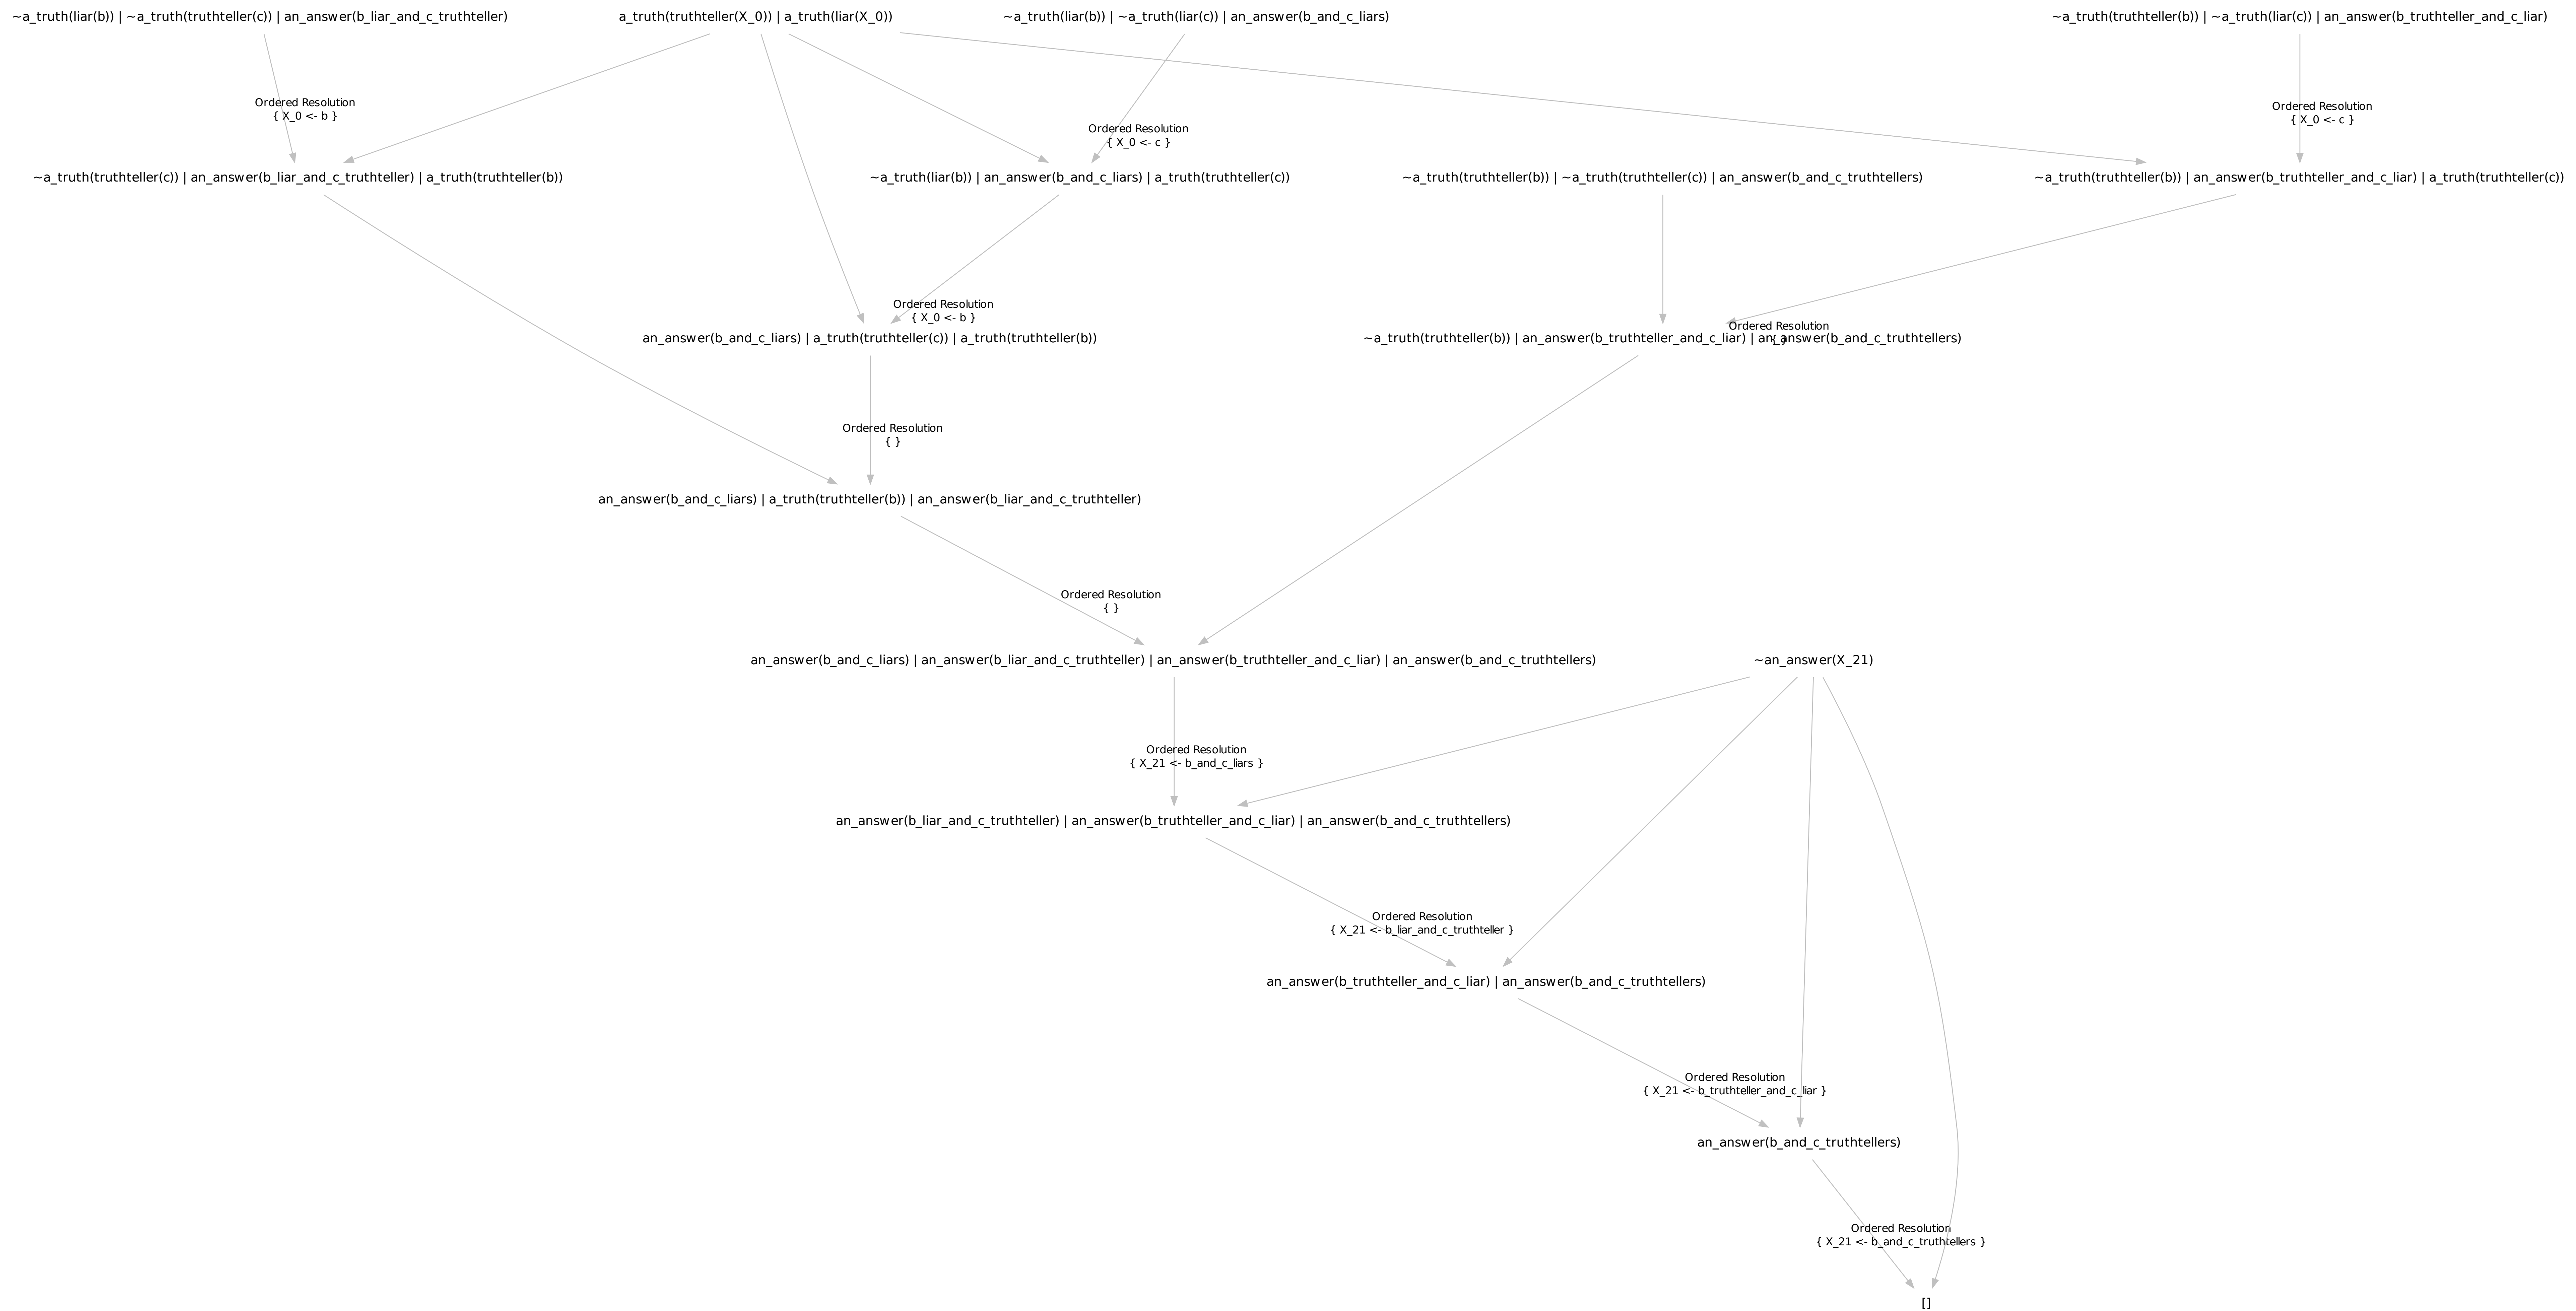 ~a_truth(liar(b)) | ~a_truth(truthteller(c)) | an_answer(b_liar_and_c_truthteller)
a_truth(truthteller(X_0)) | a_truth(liar(X_0))
~a_truth(liar(b)) | ~a_truth(liar(c)) | an_answer(b_and_c_liars)
~a_truth(truthteller(b)) | ~a_truth(liar(c)) | an_answer(b_truthteller_and_c_liar)
Ordered Resolution
{ X_0 <- b }
Ordered Resolution
{ X_0 <- c }
Ordered Resolution
{ X_0 <- c }
~a_truth(truthteller(c)) | an_answer(b_liar_and_c_truthteller) | a_truth(truthteller(b))
~a_truth(liar(b)) | an_answer(b_and_c_liars) | a_truth(truthteller(c))
~a_truth(truthteller(b)) | ~a_truth(truthteller(c)) | an_answer(b_and_c_truthtellers)
~a_truth(truthteller(b)) | an_answer(b_truthteller_and_c_liar) | a_truth(truthteller(c))
Ordered Resolution
{ X_0 <- b }
Ordered Resolution
{ }
an_answer(b_and_c_liars) | a_truth(truthteller(c)) | a_truth(truthteller(b))
~a_truth(truthteller(b)) | an_answer(b_truthteller_and_c_liar) | an_answer(b_and_c_truthtellers)
Ordered Resolution
{ }
an_answer(b_and_c_liars) | a_truth(truthteller(b)) | an_answer(b_liar_and_c_truthteller)
Ordered Resolution
{ }
an_answer(b_and_c_liars) | an_answer(b_liar_and_c_truthteller) | an_answer(b_truthteller_and_c_liar) | an_answer(b_and_c_truthtellers)
~an_answer(X_21)
Ordered Resolution
{ X_21 <- b_and_c_liars }
an_answer(b_liar_and_c_truthteller) | an_answer(b_truthteller_and_c_liar) | an_answer(b_and_c_truthtellers)
Ordered Resolution
{ X_21 <- b_liar_and_c_truthteller }
an_answer(b_truthteller_and_c_liar) | an_answer(b_and_c_truthtellers)
Ordered Resolution
{ X_21 <- b_truthteller_and_c_liar }
an_answer(b_and_c_truthtellers)
Ordered Resolution
{ X_21 <- b_and_c_truthtellers }
[]